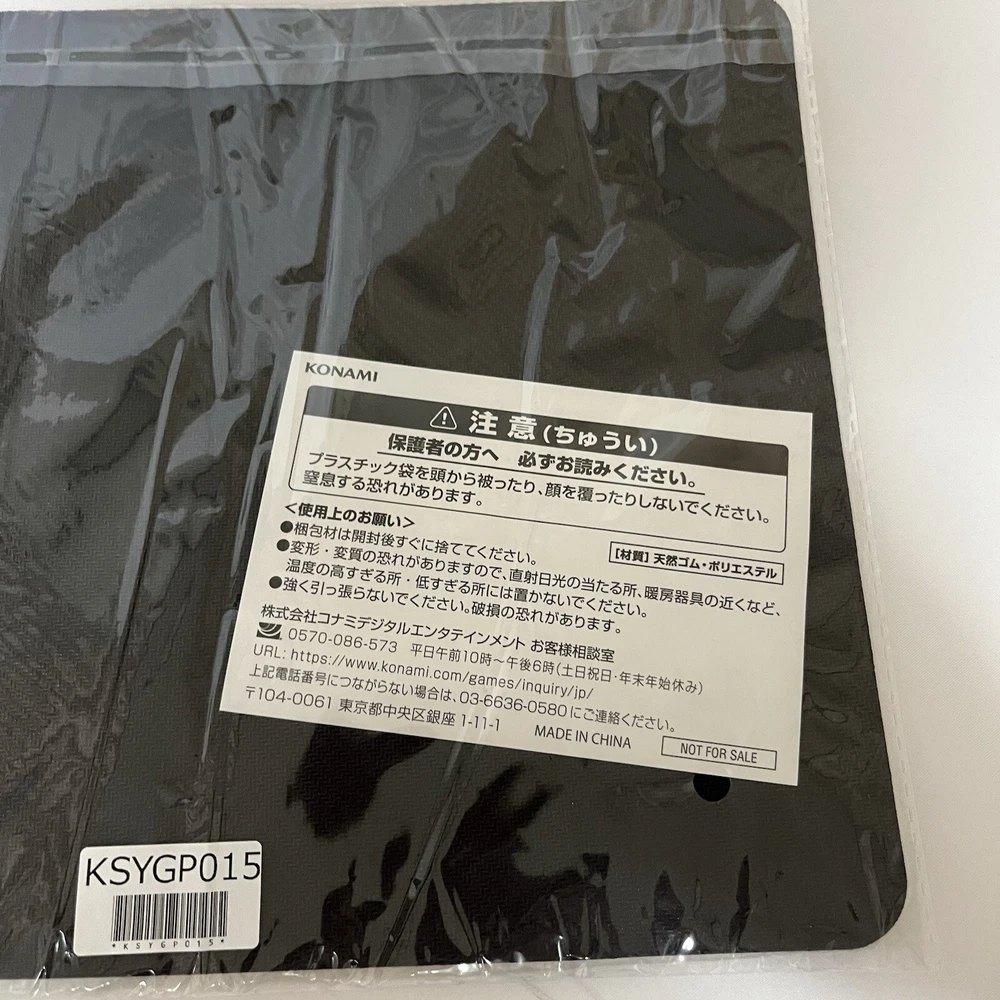 KONAMI
⚠ 注意(ちゅうい)
保護者の方へ 必ずお読みください。
プラスチック袋を頭から被ったり、顔を覆ったりしないでください。
窒息する恐れがあります。
<使用上のお願い>
●梱包材は開封後すぐに捨ててください。
【材質】天然ゴム・ポリエステル
●変形・変質の恐れがありますので、直射日光の当たる所、暖房器具の近くなど、
温度の高すぎる所・低すぎる所には置かないでください。
●強く引っ張らないでください。破損の恐れがあります。
株式会社コナミデジタルエンタテインメント お客様相談室
0570-086-573 平日午前10時~午後6時(土日祝日・年末年始休み)
URL: https://www.konami.com/games/inquiry/jp/
上記電話番号につながらない場合は、03-6636-0580にご連絡ください。
〒104-0061 東京都中央区銀座 1-11-1
MADE IN CHINA
NOT FOR SALE
KSYGP015
*KSYGP015*